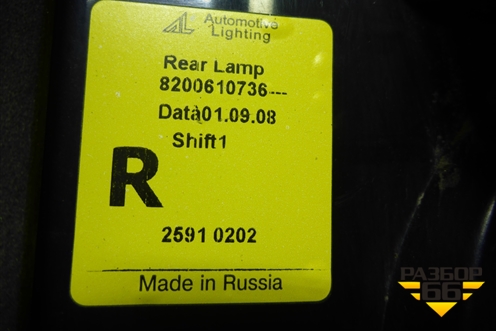 Automotive
Lighting
Rear Lamp
8200610736---
Datà01.09.08
Shift1
R
2591 0202
Made in Russia
РАЗБОР
66